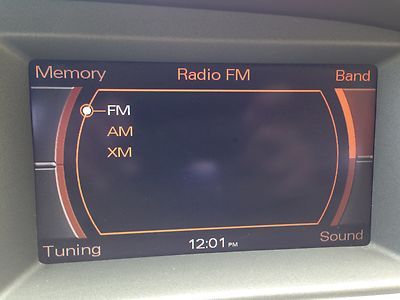 Memory Radio FM Band
FM
AM
XM
Tuning 12:01 PM Sound